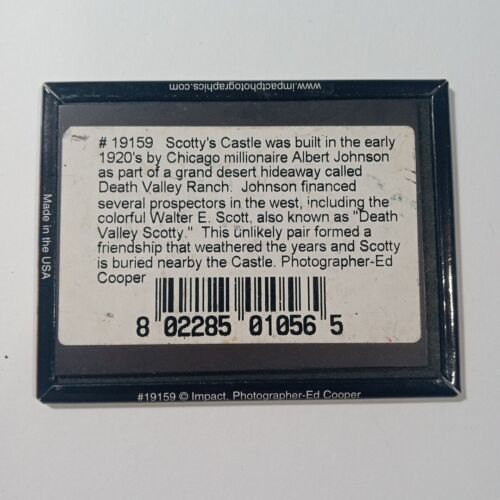 www.impactphotographics.com
# 19159 Scotty's Castle was built in the early
1920's by Chicago millionaire Albert Johnson
as part of a grand desert hideaway called
Death Valley Ranch. Johnson financed
several prospectors in the west, including the
colorful Walter E. Scott, also known as "Death
Valley Scotty." This unlikely pair formed a
friendship that weathered the years and Scotty
is buried nearby the Castle. Photographer-Ed
Cooper
8 02285 01056 5
Made in the USA
#19159 © Impact, Photographer-Ed Cooper